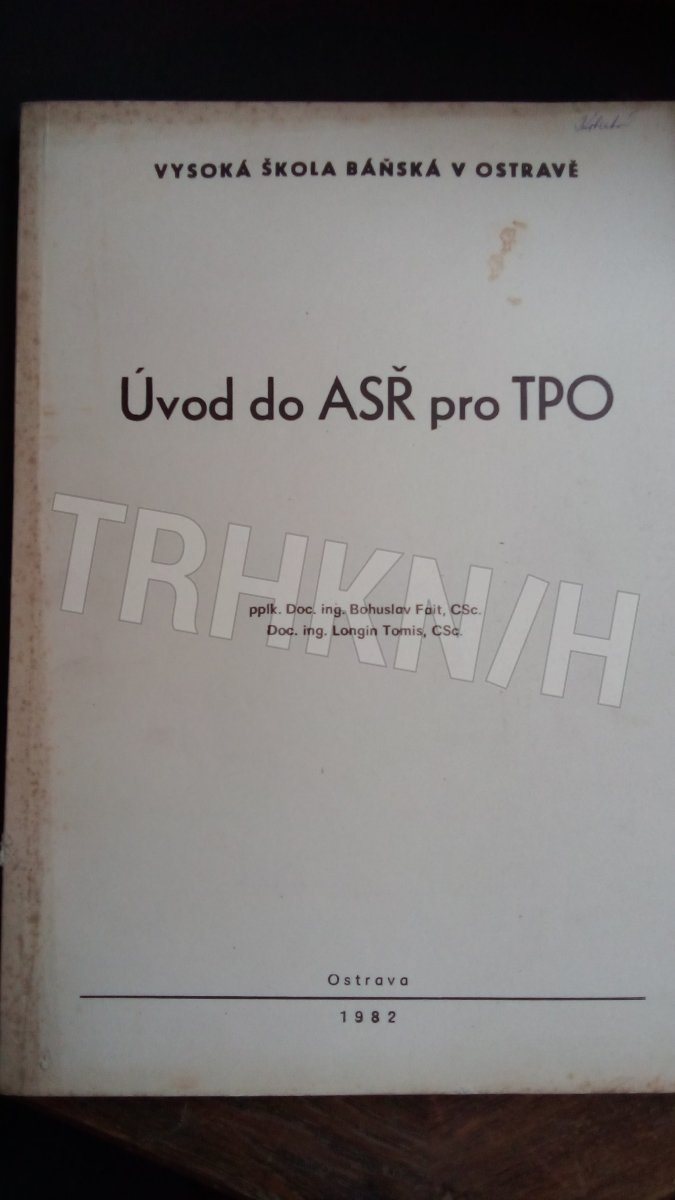 VYSOKÁ ŠKOLA BÁŇSKÁ V OSTRAVĚ
Úvod do ASŘ pro TPO
TRHKN/H
pplk. Doc. ing. Bohuslav Fait, CSc.
Doc. ing. Longin Tomis, CSc.
Ostrava
1982